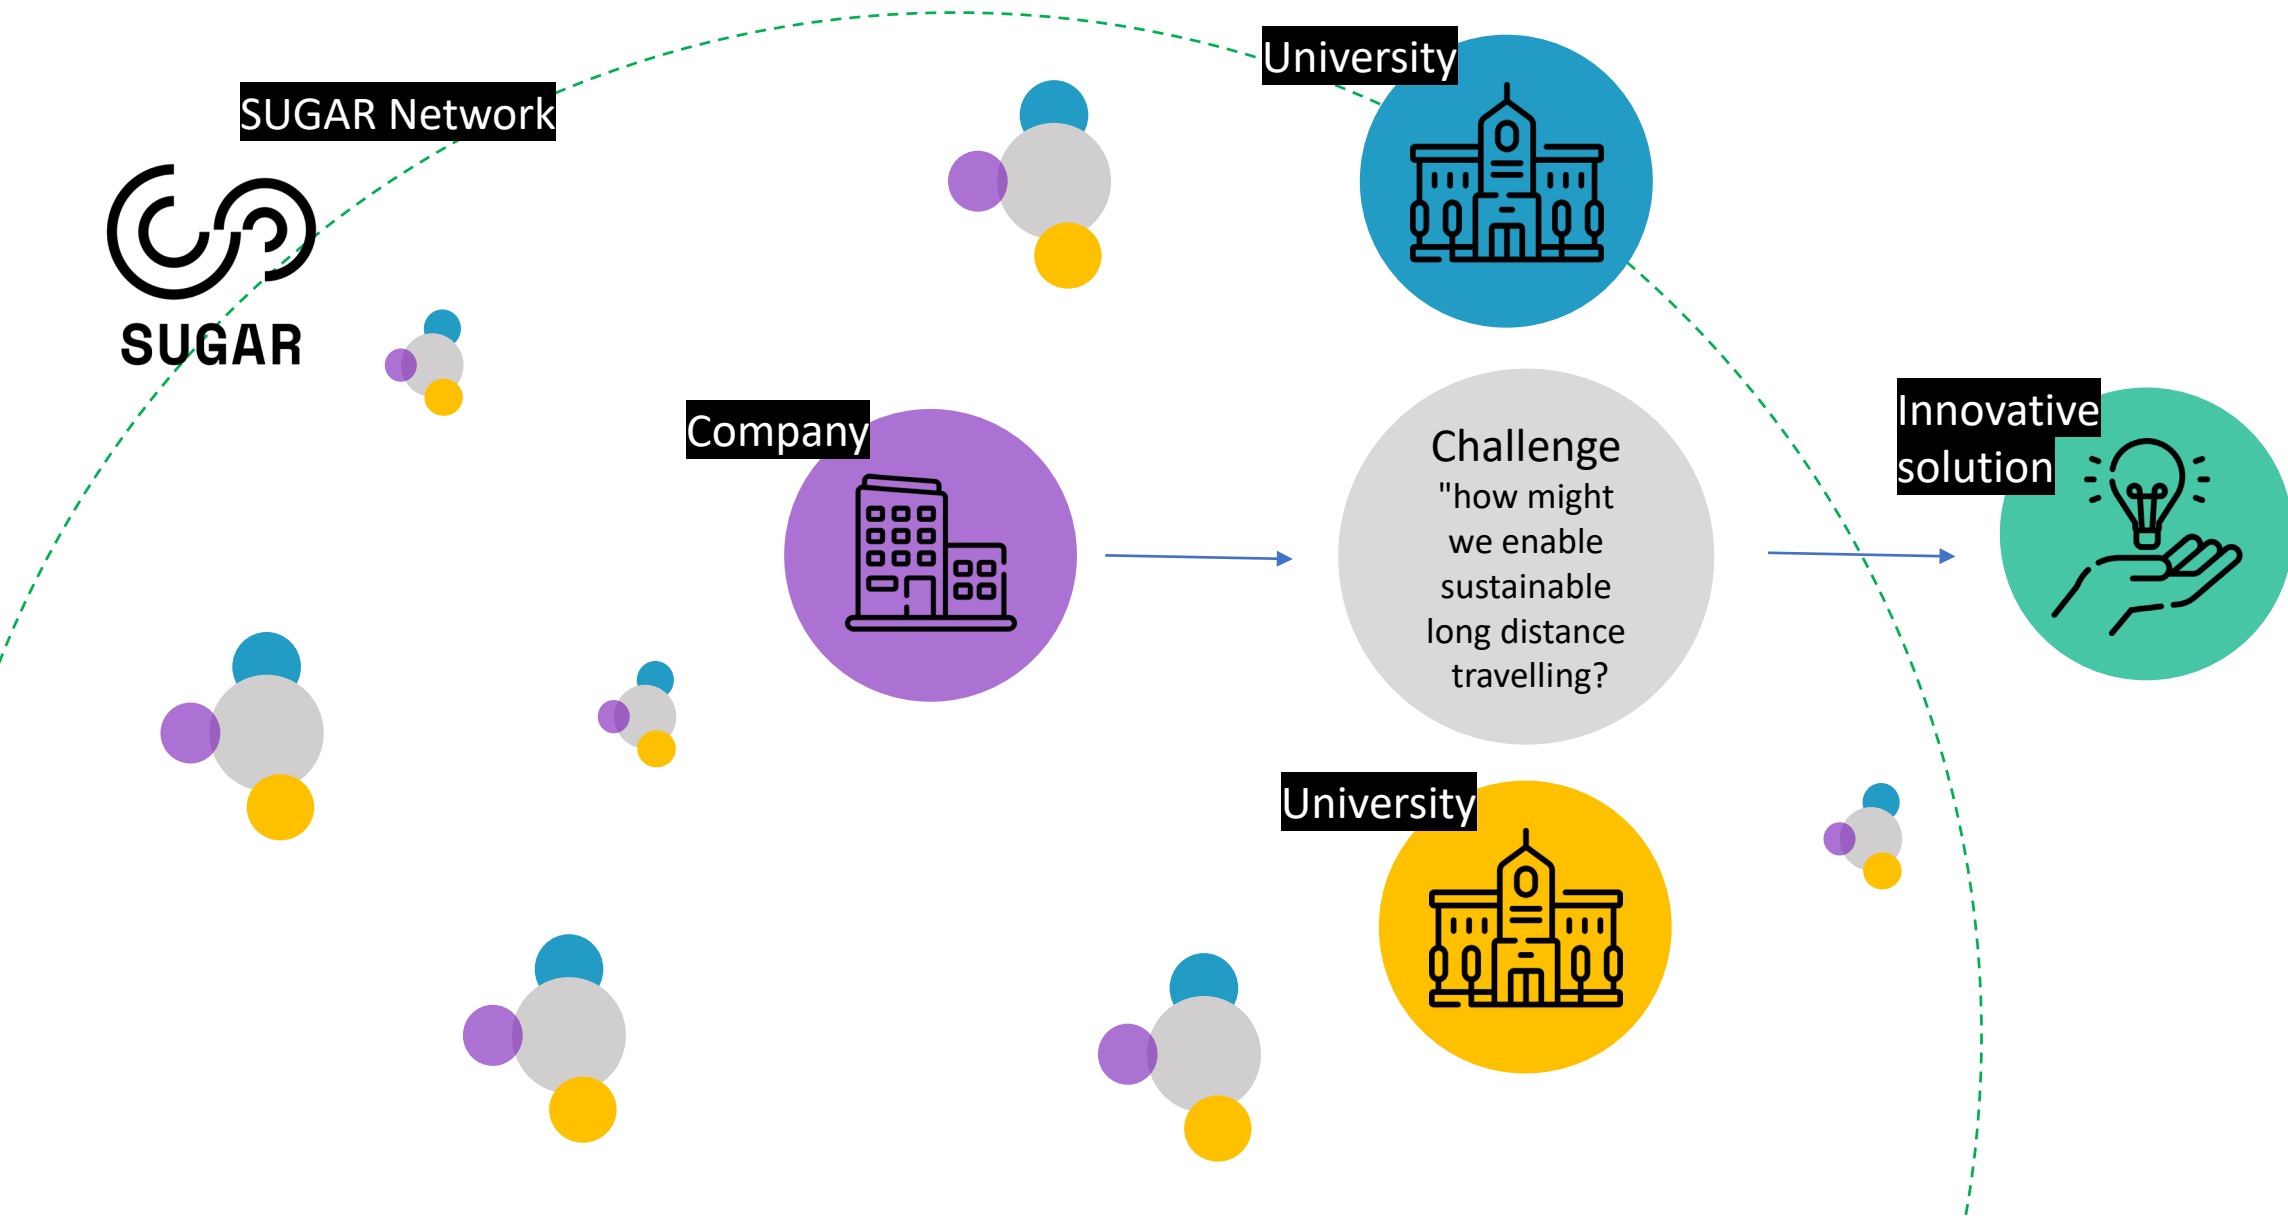 SUGAR Network
SUGAR
University
Company
Challenge
"how might
we enable
sustainable
long distance
travelling?
Innovative
solution
University